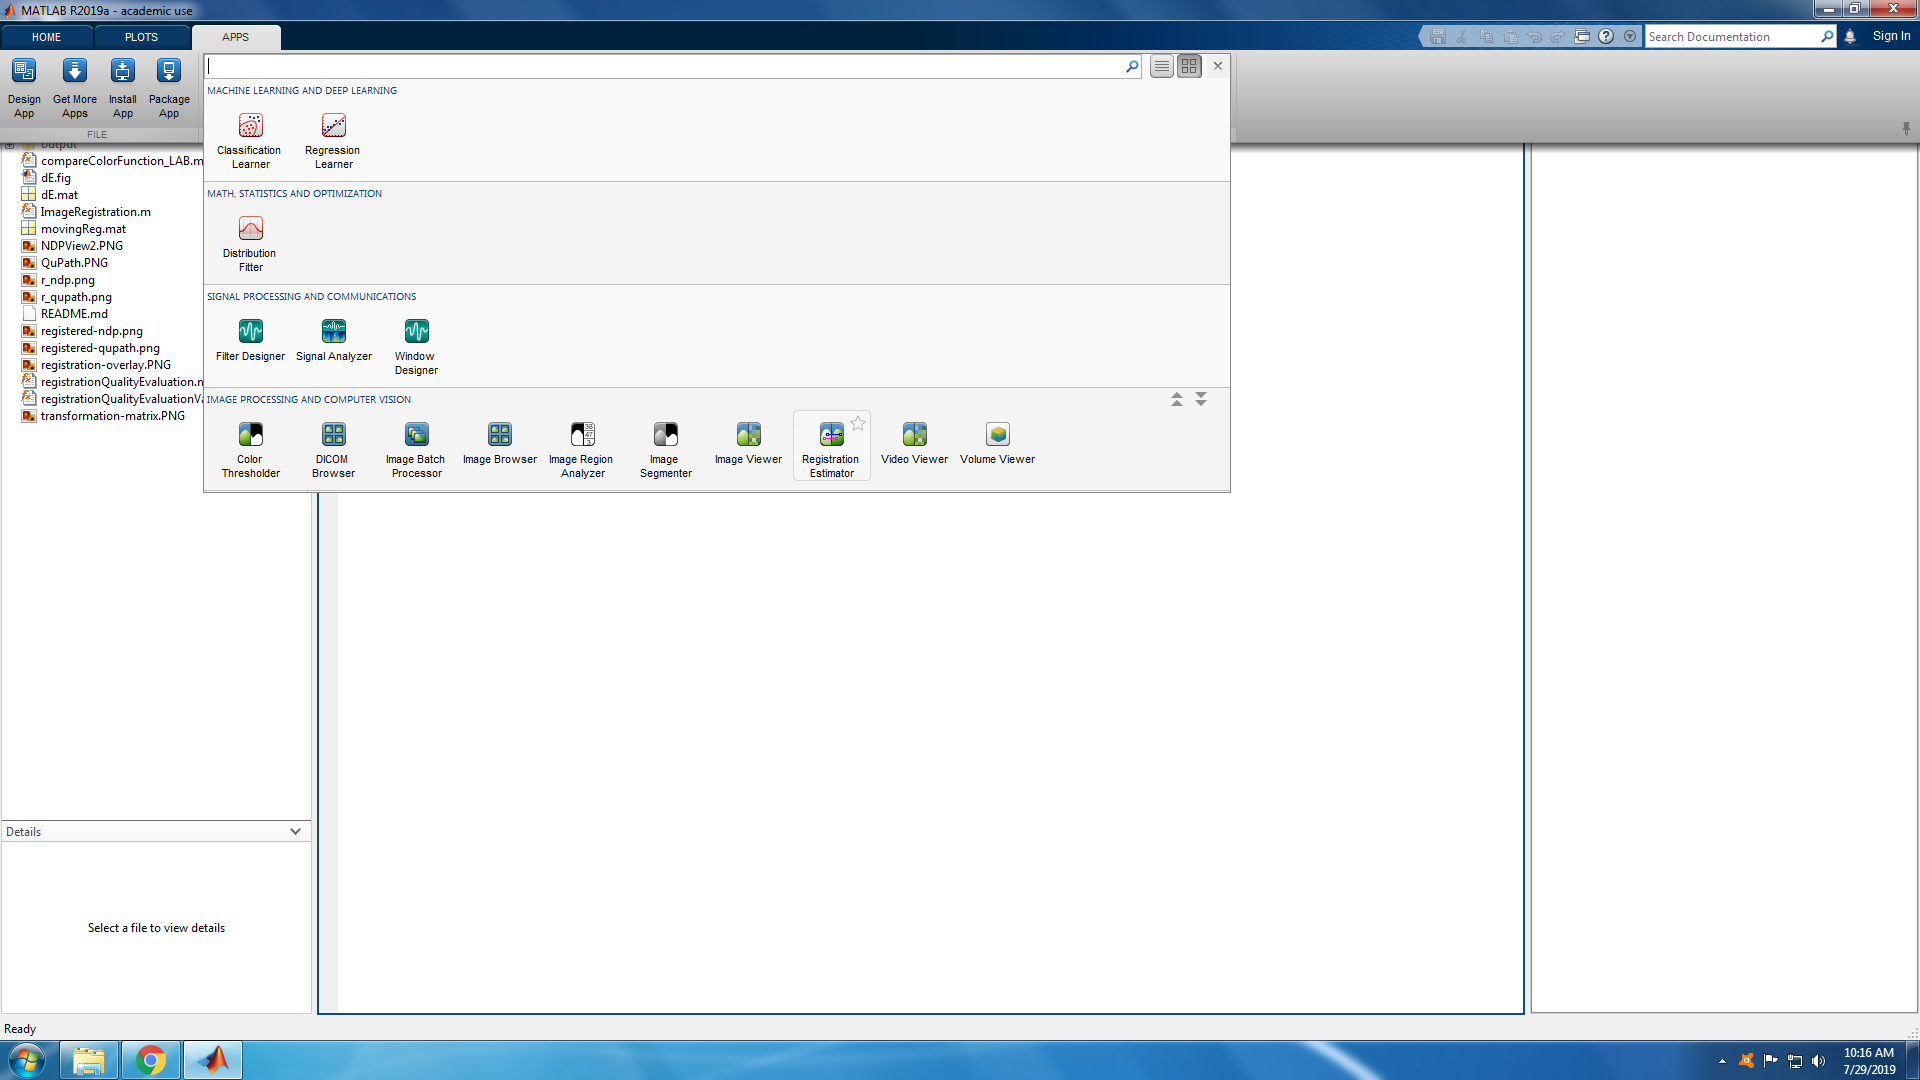 MATLAB R2019a - academic use
HOME PLOTS APPS
Search Documentation
Sign In
Design App
Get More Apps
Install App
Package App
FILE
MACHINE LEARNING AND DEEP LEARNING
Classification Learner
Regression Learner
MATH, STATISTICS AND OPTIMIZATION
Distribution Fitter
SIGNAL PROCESSING AND COMMUNICATIONS
Filter Designer
Signal Analyzer
Window Designer
IMAGE PROCESSING AND COMPUTER VISION
Color Thresholder
DICOM Browser
Image Batch Processor
Image Browser
Image Region Analyzer
Image Segmenter
Image Viewer
Registration Estimator
Video Viewer
Volume Viewer
output
compareColorFunction_LAB.m
dE.fig
dE.mat
ImageRegistration.m
movingReg.mat
NDPView2.PNG
QuPath.PNG
r_ndp.png
r_qupath.png
README.md
registered-ndp.png
registered-qupath.png
registration-overlay.PNG
registrationQualityEvaluation.m
registrationQualityEvaluationVa
transformation-matrix.PNG
Details
Select a file to view details
Ready
10:16 AM
7/29/2019